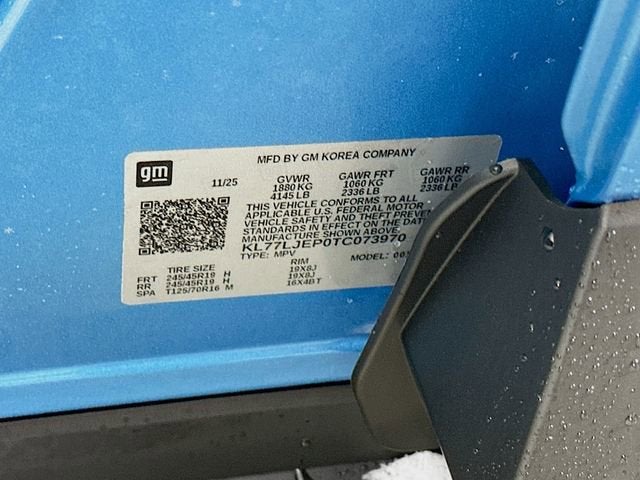 gm
MFD BY GM KOREA COMPANY
11/25 GVWR GAWR FRT GAWR RR
1880 KG 1060 KG 1060 KG
4145 LB 2336 LB 2336 LB
THIS VEHICLE CONFORMS TO ALL
APPLICABLE U.S. FEDERAL MOTOR
VEHICLE SAFETY AND THEFT PREVEN
STANDARDS IN EFFECT ON THE DATE
MANUFACTURE SHOWN ABOVE.
KL77LJEP0TC073970
TYPE: MPV MODEL:
TIRE SIZE RIM
FRT 245/45R19 H 19X8J
RR 245/45R19 H 19X8J
SPA T125/70R16 M 16X4BT